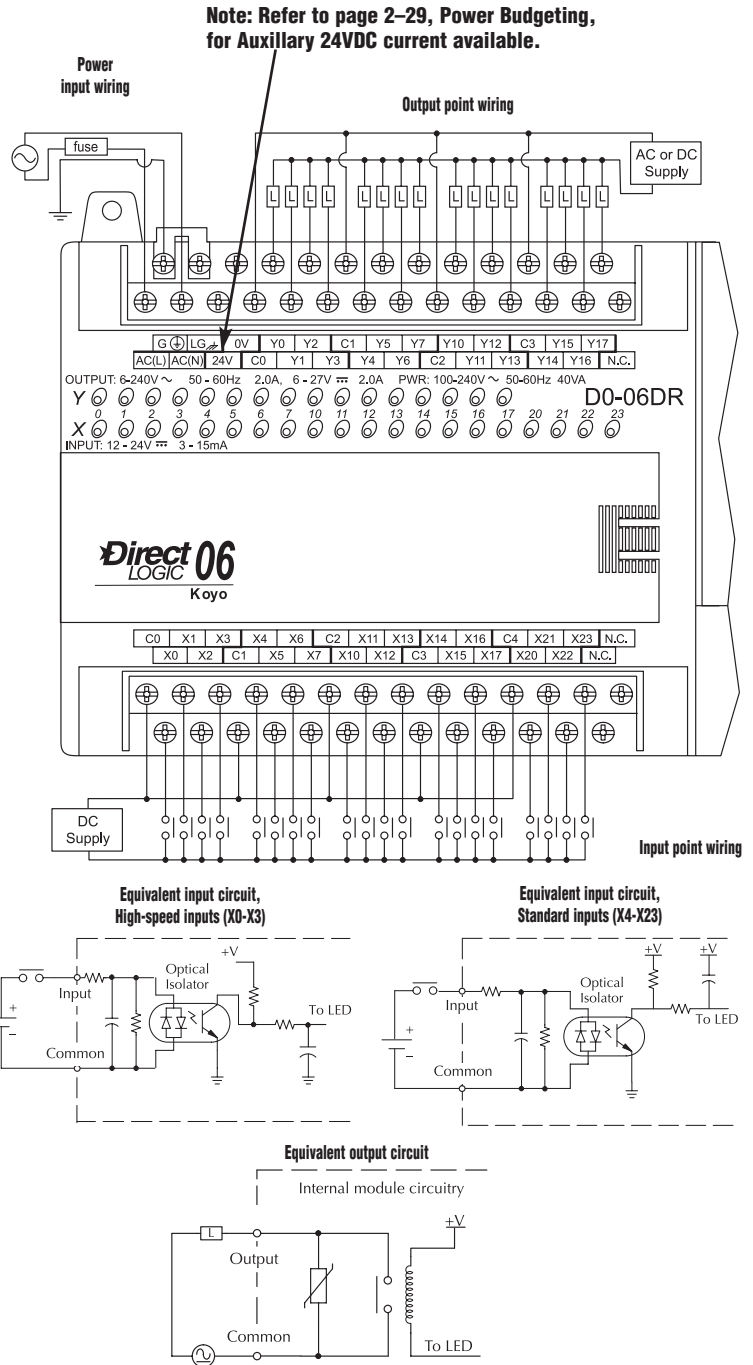 Note: Refer to page 2–29, Power Budgeting,
for Auxillary 24VDC current available.
Power
input wiring
Output point wiring
fuse
AC or DC
Supply
L L L L L L L L L L L L L L L L
G LG 0V Y0 Y2 C1 Y5 Y7 Y10 Y12 C3 Y15 Y17
AC(L) AC(N) 24V C0 Y1 Y3 Y4 Y6 C2 Y11 Y13 Y14 Y16 N.C.
OUTPUT: 6-240V ~ 50 - 60Hz 2.0A, 6 - 27V ⎓ 2.0A PWR: 100-240V ~ 50-60Hz 40VA
Y
D0-06DR
0 1 2 3 4 5 6 7 10 11 12 13 14 15 16 17 20 21 22 23
X
INPUT: 12 - 24V ⎓ 3 - 15mA
Direct 06
LOGIC
Koyo
C0 X1 X3 X4 X6 C2 X11 X13 X14 X16 C4 X21 X23 N.C.
X0 X2 C1 X5 X7 X10 X12 C3 X15 X17 X20 X22 N.C.
DC
Supply
Input point wiring
Equivalent input circuit,
High-speed inputs (X0-X3)
+V
Optical
Isolator
Input
To LED
+
–
Common
Equivalent input circuit,
Standard inputs (X4-X23)
+V +V
Optical
Isolator
Input
To LED
+
–
Common
Equivalent output circuit
Internal module circuitry
+V
L
Output
Common
To LED